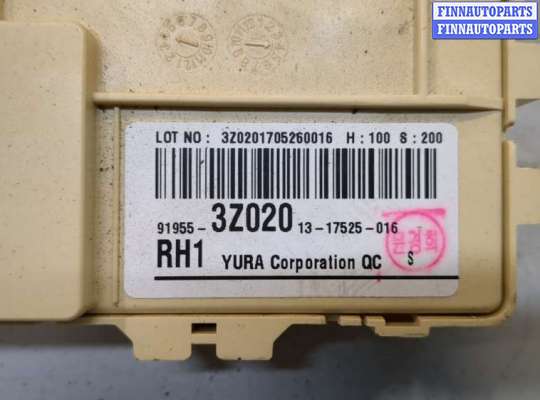 FINNAUTOPARTS
FINNAUTOPARTS
LOT NO : 3Z0201705260016 H : 100 S : 200
91955-3Z020 13-17525-016
RH1 YURA Corporation QC S